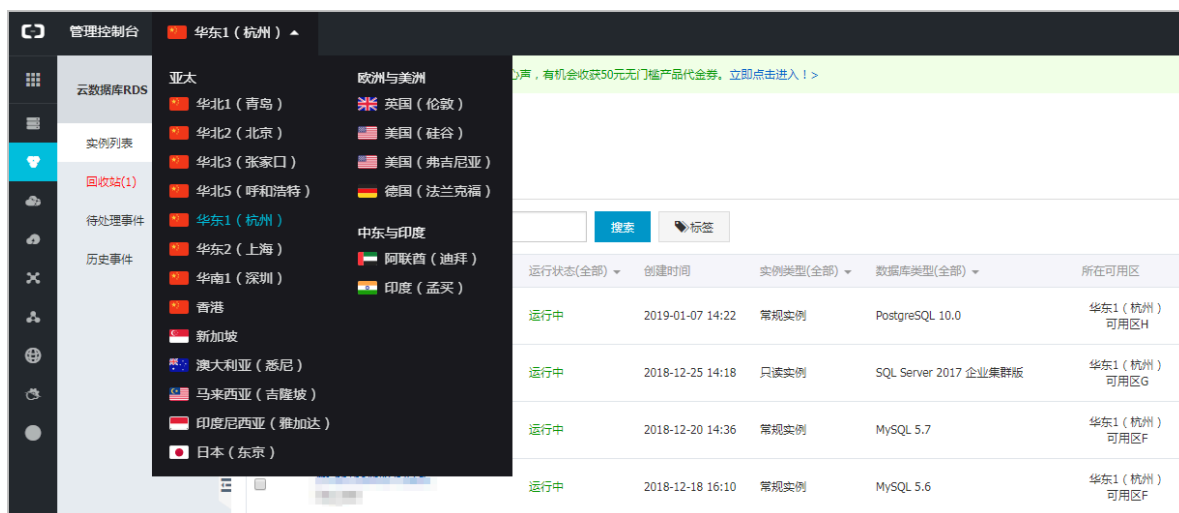 管理控制台
华东1 ( 杭州 )
云数据库RDS
实例列表
回收站(1)
待处理事件
历史事件
亚太
华北1 ( 青岛 )
华北2 ( 北京 )
华北3 ( 张家口 )
华北5 ( 呼和浩特 )
华东1 ( 杭州 )
华东2 ( 上海 )
华南1 ( 深圳 )
香港
新加坡
澳大利亚 ( 悉尼 )
马来西亚 ( 吉隆坡 )
印度尼西亚 ( 雅加达 )
日本 ( 东京 )
欧洲与美洲
英国 ( 伦敦 )
美国 ( 硅谷 )
美国 ( 弗吉尼亚 )
德国 ( 法兰克福 )
中东与印度
阿联酋 ( 迪拜 )
印度 ( 孟买 )
声，有机会收获50元无门槛产品代金券。立即点击进入！>
搜索
标签
运行状态(全部) 创建时间 实例类型(全部) 数据库类型(全部) 所在可用区
运行中 2019-01-07 14:22 常规实例 PostgreSQL 10.0 华东1 ( 杭州 )
可用区H
运行中 2018-12-25 14:18 只读实例 SQL Server 2017 企业集群版 华东1 ( 杭州 )
可用区G
运行中 2018-12-20 14:36 常规实例 MySQL 5.7 华东1 ( 杭州 )
可用区F
运行中 2018-12-18 16:10 常规实例 MySQL 5.6 华东1 ( 杭州 )
可用区F